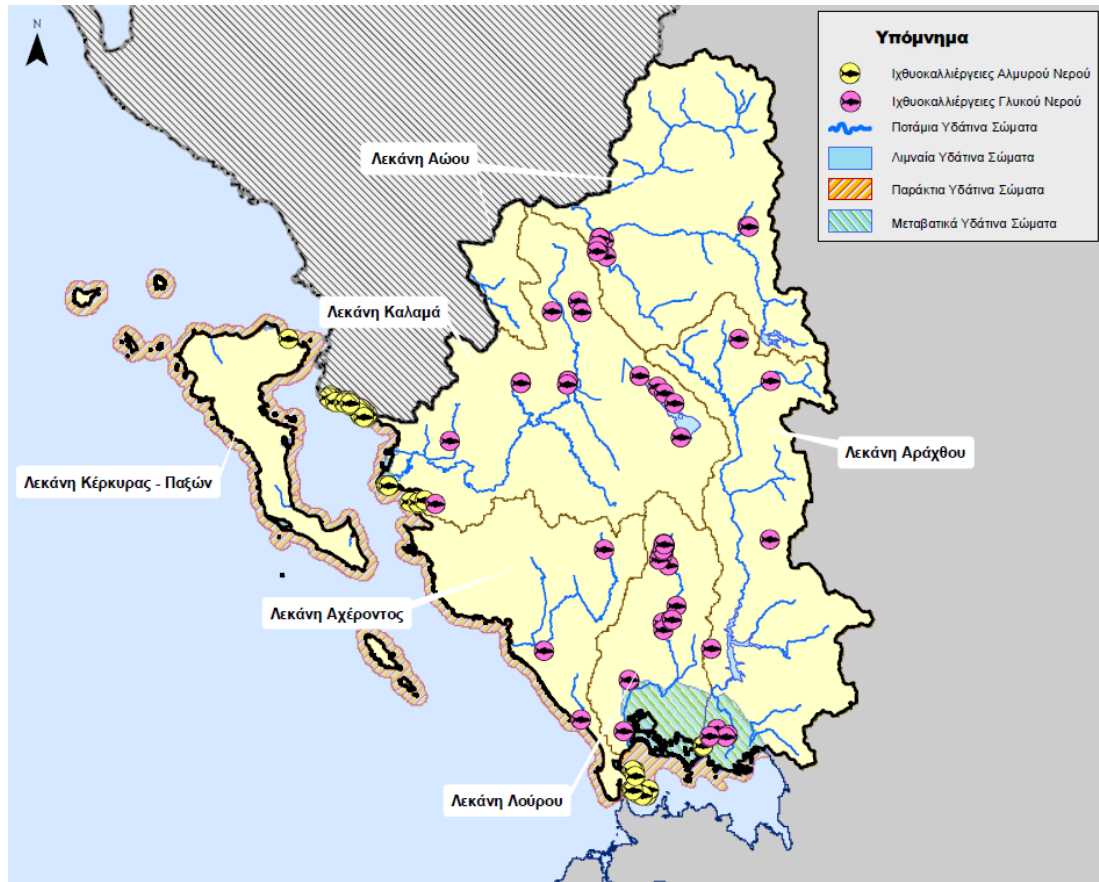 N
Υπόμνημα
Ιχθυοκαλλιέργειες Αλμυρού Νερού
Ιχθυοκαλλιέργειες Γλυκού Νερού
Ποτάμια Υδάτινα Σώματα
Λιμναία Υδάτινα Σώματα
Παράκτια Υδάτινα Σώματα
Μεταβατικά Υδάτινα Σώματα
Λεκάνη Αώου
Λεκάνη Καλαμά
Λεκάνη Αράχθου
Λεκάνη Κέρκυρας - Παξών
Λεκάνη Αχέροντος
Λεκάνη Λούρου